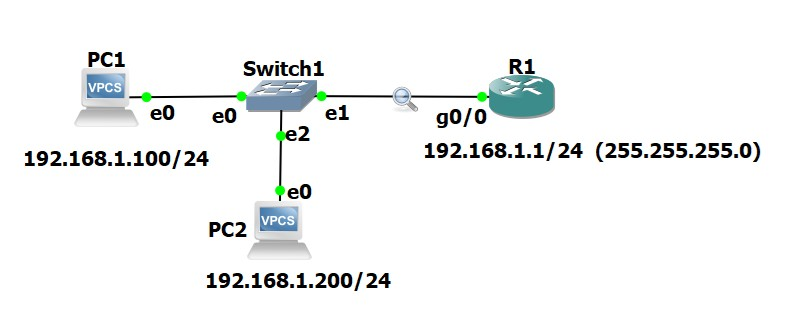 PC1
VPCS
e0
192.168.1.100/24
Switch1
e0
e1
e2
R1
g0/0
192.168.1.1/24 (255.255.255.0)
e0
PC2
VPCS
192.168.1.200/24